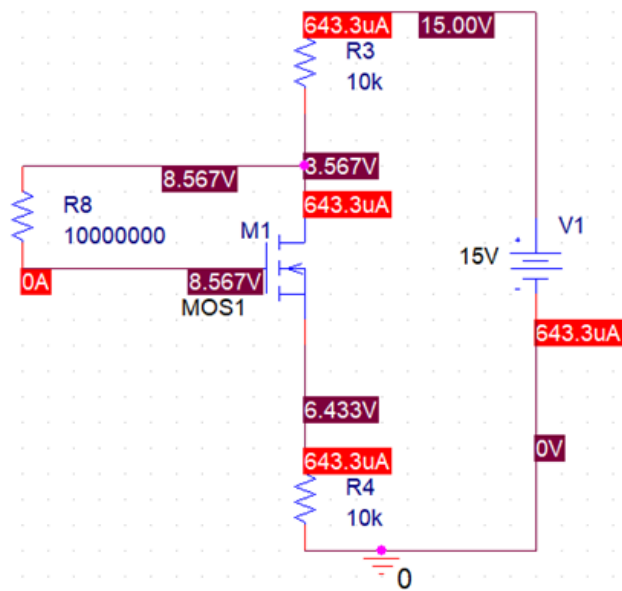 643.3uA
15.00V
R3
10k
8.567V
3.567V
643.3uA
R8
10000000
M1
V1
15V
+
-
0A
8.567V
MOS1
643.3uA
6.433V
643.3uA
0V
R4
10k
0